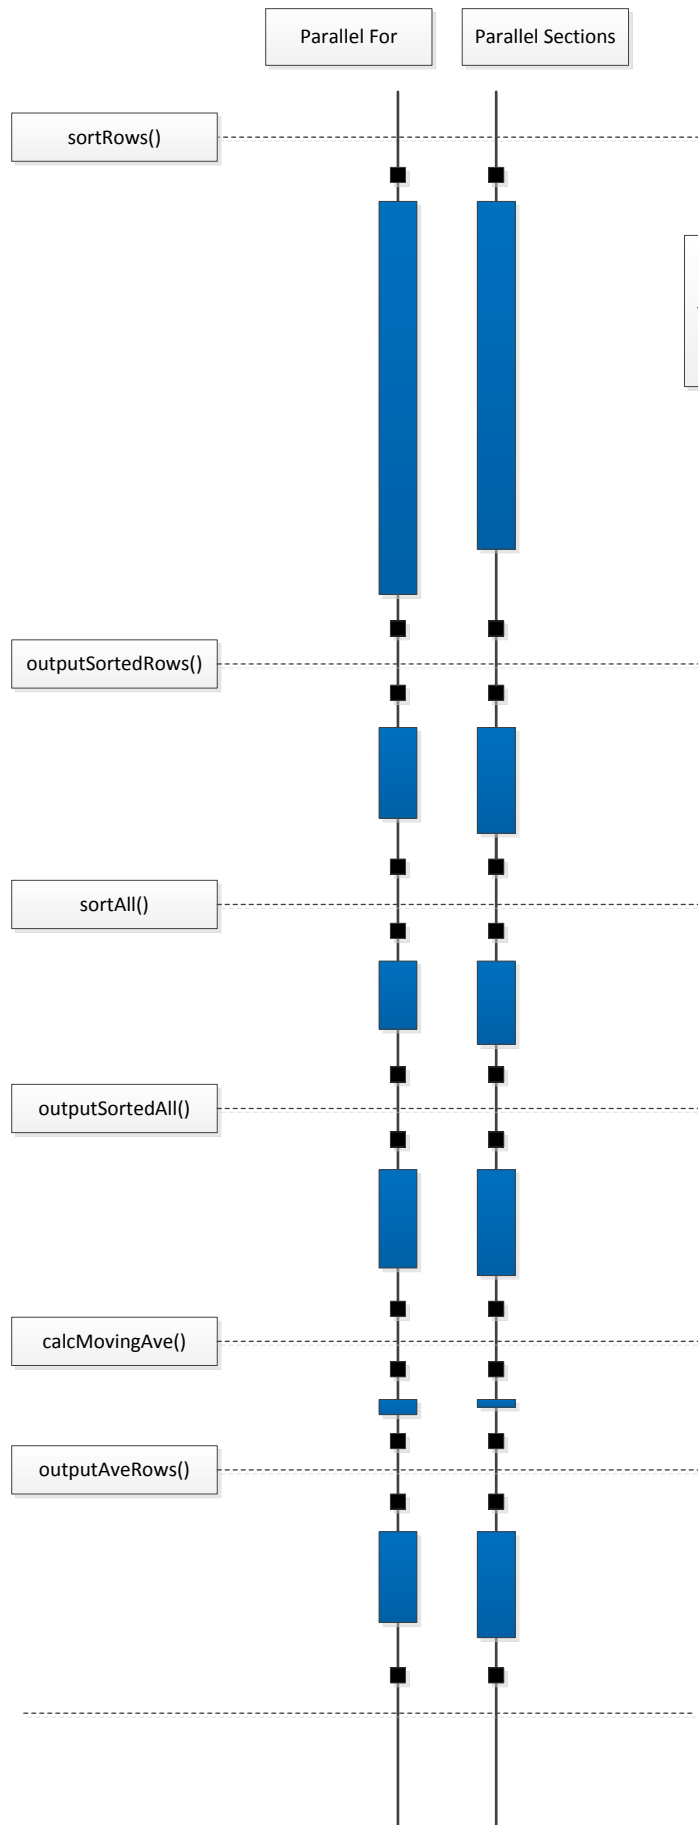 Parallel For
Parallel Sections
sortRows()
outputSortedRows()
sortAll()
outputSortedAll()
calcMovingAve()
outputAveRows()